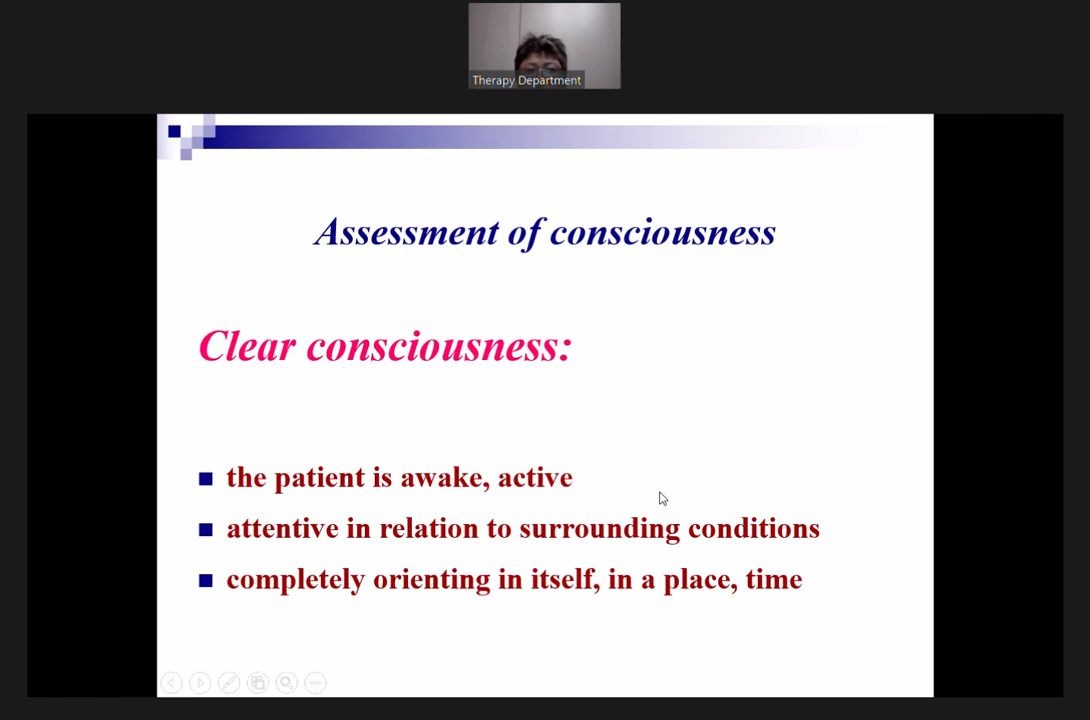 Therapy Department
Assessment of consciousness
Clear consciousness:
the patient is awake, active
attentive in relation to surrounding conditions
completely orienting in itself, in a place, time